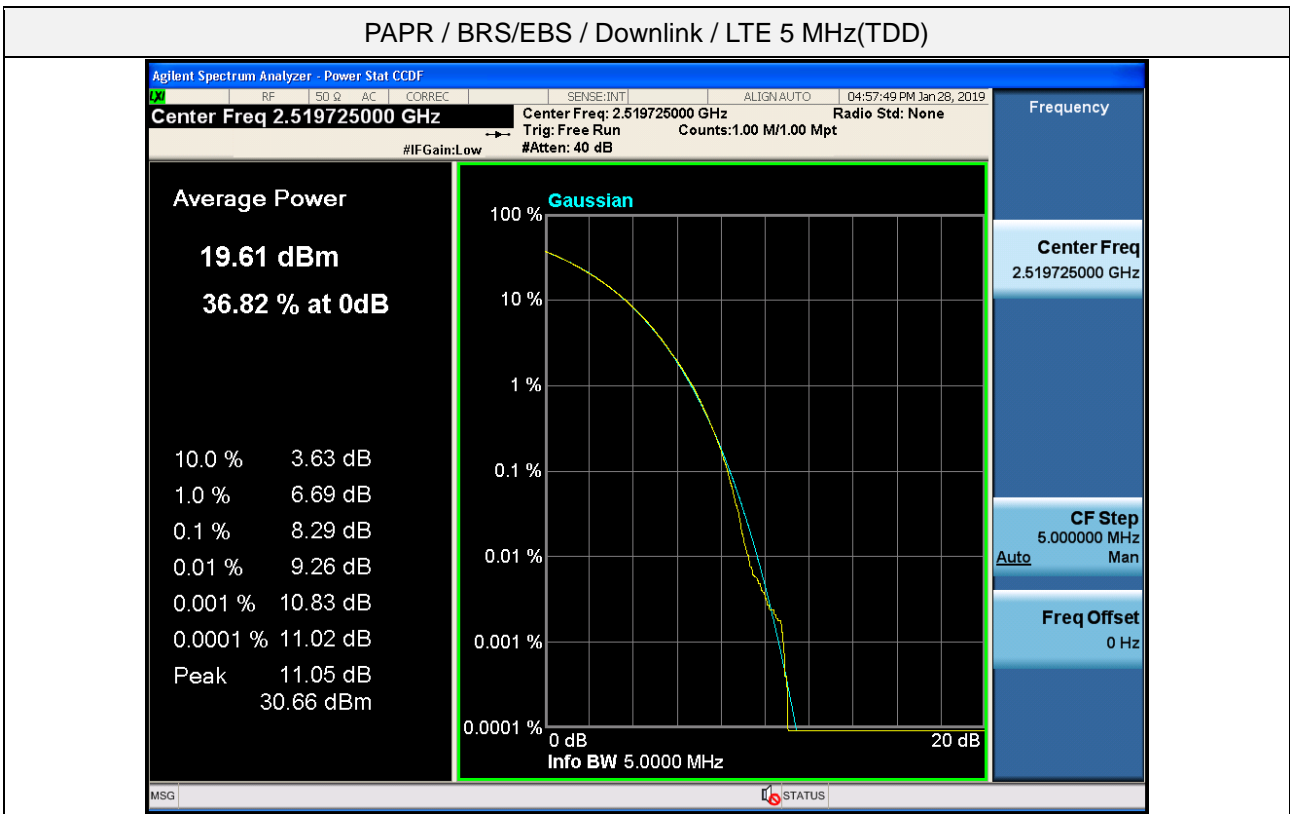 PAPR / BRS/EBS / Downlink / LTE 5 MHz(TDD)
Agilent Spectrum Analyzer - Power Stat CCDF
LXI RF 50 Ω AC CORREC SENSE:INT ALIGN AUTO 04:57:49 PM Jan 28, 2019
Center Freq 2.519725000 GHz
#IFGain:Low
Center Freq: 2.519725000 GHz Radio Std: None
Trig: Free Run Counts:1.00 M/1.00 Mpt
#Atten: 40 dB
Average Power
19.61 dBm
36.82 % at 0dB
10.0 % 3.63 dB
1.0 % 6.69 dB
0.1 % 8.29 dB
0.01 % 9.26 dB
0.001 % 10.83 dB
0.0001 % 11.02 dB
Peak 11.05 dB
30.66 dBm
Gaussian
100 %
10 %
1 %
0.1 %
0.01 %
0.001 %
0.0001 %
0 dB 20 dB
Info BW 5.0000 MHz
Frequency
Center Freq
2.519725000 GHz
CF Step
5.000000 MHz
Auto Man
Freq Offset
0 Hz
MSG STATUS